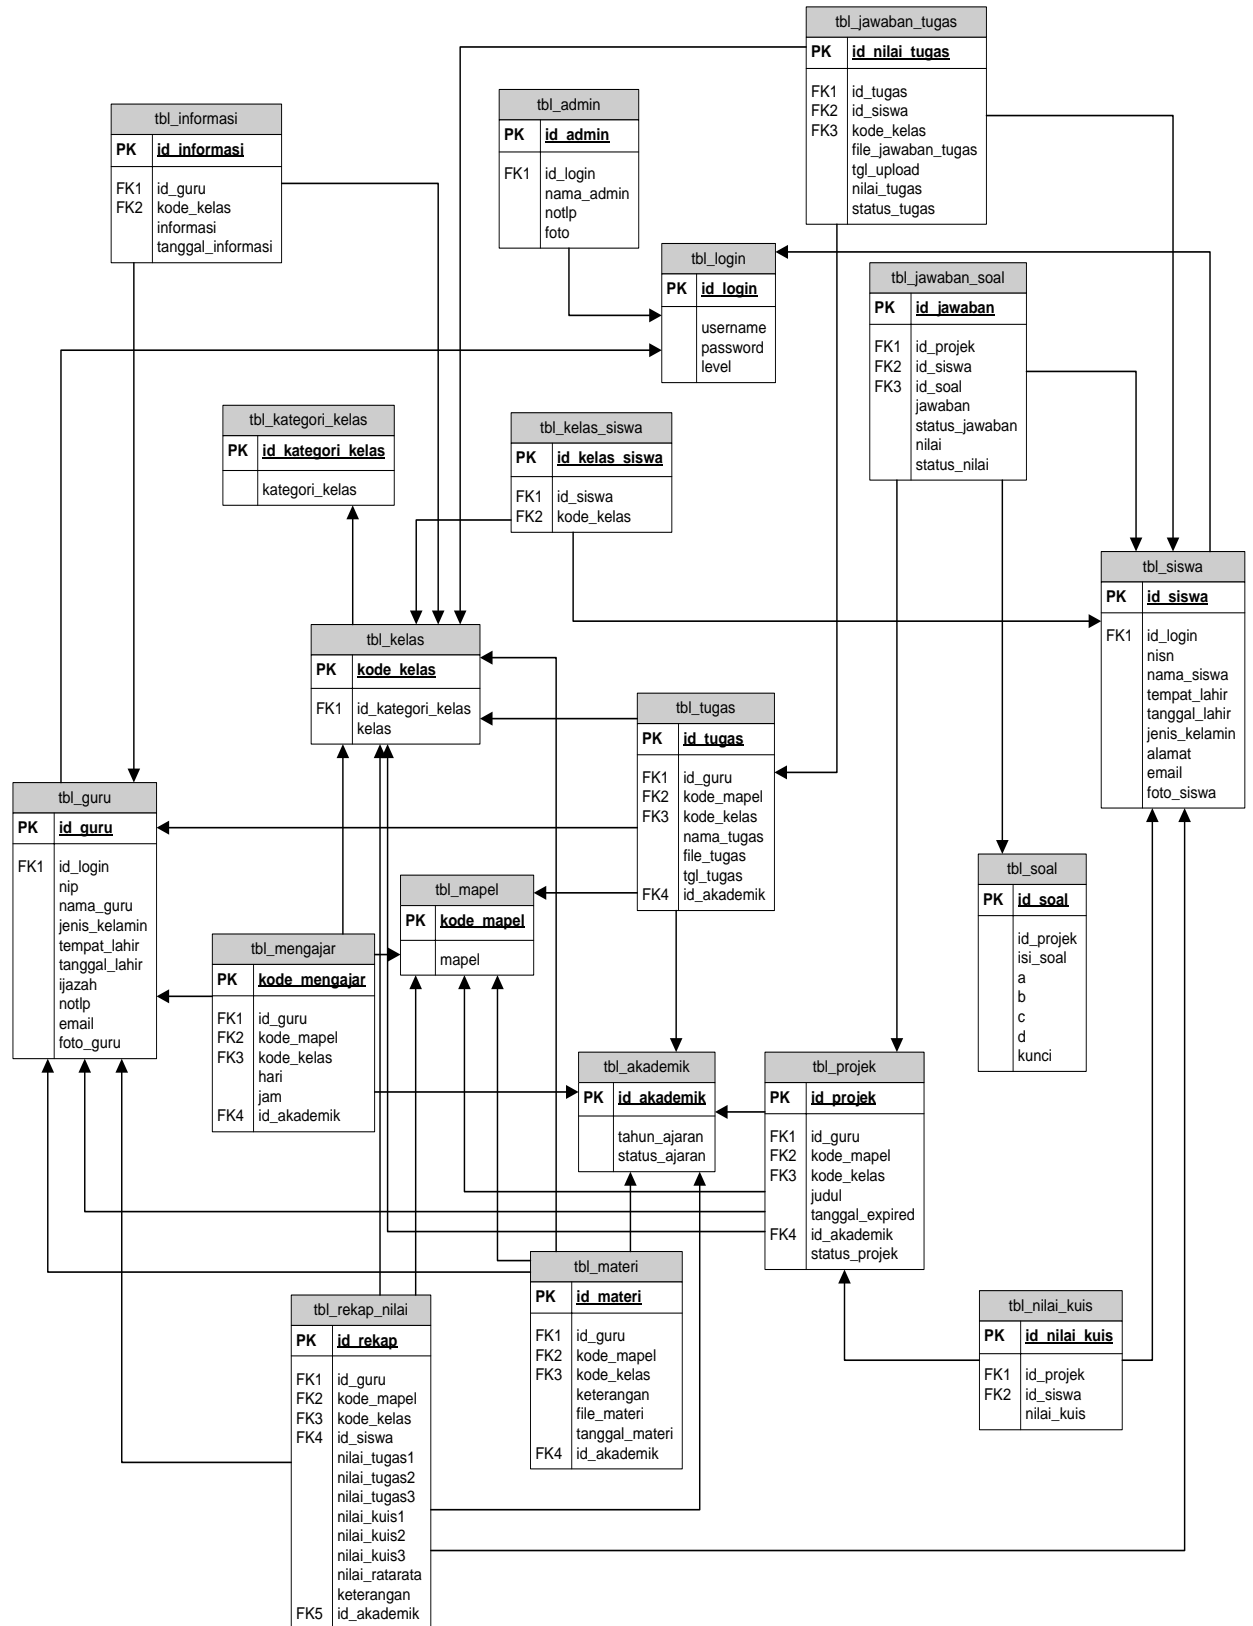 tbl_jawaban_tugas
PK id_nilai_tugas
FK1 id_tugas
FK2 id_siswa
FK3 kode_kelas
file_jawaban_tugas
tgl_upload
nilai_tugas
status_tugas
tbl_informasi
PK id_informasi
FK1 id_guru
FK2 kode_kelas
informasi
tanggal_informasi
tbl_admin
PK id_admin
FK1 id_login
nama_admin
notlp
foto
tbl_login
PK id_login
username
password
level
tbl_jawaban_soal
PK id_jawaban
FK1 id_projek
FK2 id_siswa
FK3 id_soal
jawaban
status_jawaban
nilai
status_nilai
tbl_kategori_kelas
PK id_kategori_kelas
kategori_kelas
tbl_kelas_siswa
PK id_kelas_siswa
FK1 id_siswa
FK2 kode_kelas
tbl_siswa
PK id_siswa
FK1 id_login
nisn
nama_siswa
tempat_lahir
tanggal_lahir
jenis_kelamin
alamat
email
foto_siswa
tbl_kelas
PK kode_kelas
FK1 id_kategori_kelas
kelas
tbl_tugas
PK id_tugas
FK1 id_guru
FK2 kode_mapel
FK3 kode_kelas
nama_tugas
file_tugas
tgl_tugas
FK4 id_akademik
tbl_guru
PK id_guru
FK1 id_login
nip
nama_guru
jenis_kelamin
tempat_lahir
tanggal_lahir
ijazah
notlp
email
foto_guru
tbl_mapel
PK kode_mapel
mapel
tbl_soal
PK id_soal
id_projek
isi_soal
a
b
c
d
kunci
tbl_mengajar
PK kode_mengajar
FK1 id_guru
FK2 kode_mapel
FK3 kode_kelas
hari
jam
FK4 id_akademik
tbl_akademik
PK id_akademik
tahun_ajaran
status_ajaran
tbl_projek
PK id_projek
FK1 id_guru
FK2 kode_mapel
FK3 kode_kelas
judul
tanggal_expired
FK4 id_akademik
status_projek
tbl_materi
PK id_materi
FK1 id_guru
FK2 kode_mapel
FK3 kode_kelas
keterangan
file_materi
tanggal_materi
FK4 id_akademik
tbl_nilai_kuis
PK id_nilai_kuis
FK1 id_projek
FK2 id_siswa
nilai_kuis
tbl_rekap_nilai
PK id_rekap
FK1 id_guru
FK2 kode_mapel
FK3 kode_kelas
FK4 id_siswa
nilai_tugas1
nilai_tugas2
nilai_tugas3
nilai_kuis1
nilai_kuis2
nilai_kuis3
nilai_ratarata
keterangan
FK5 id_akademik